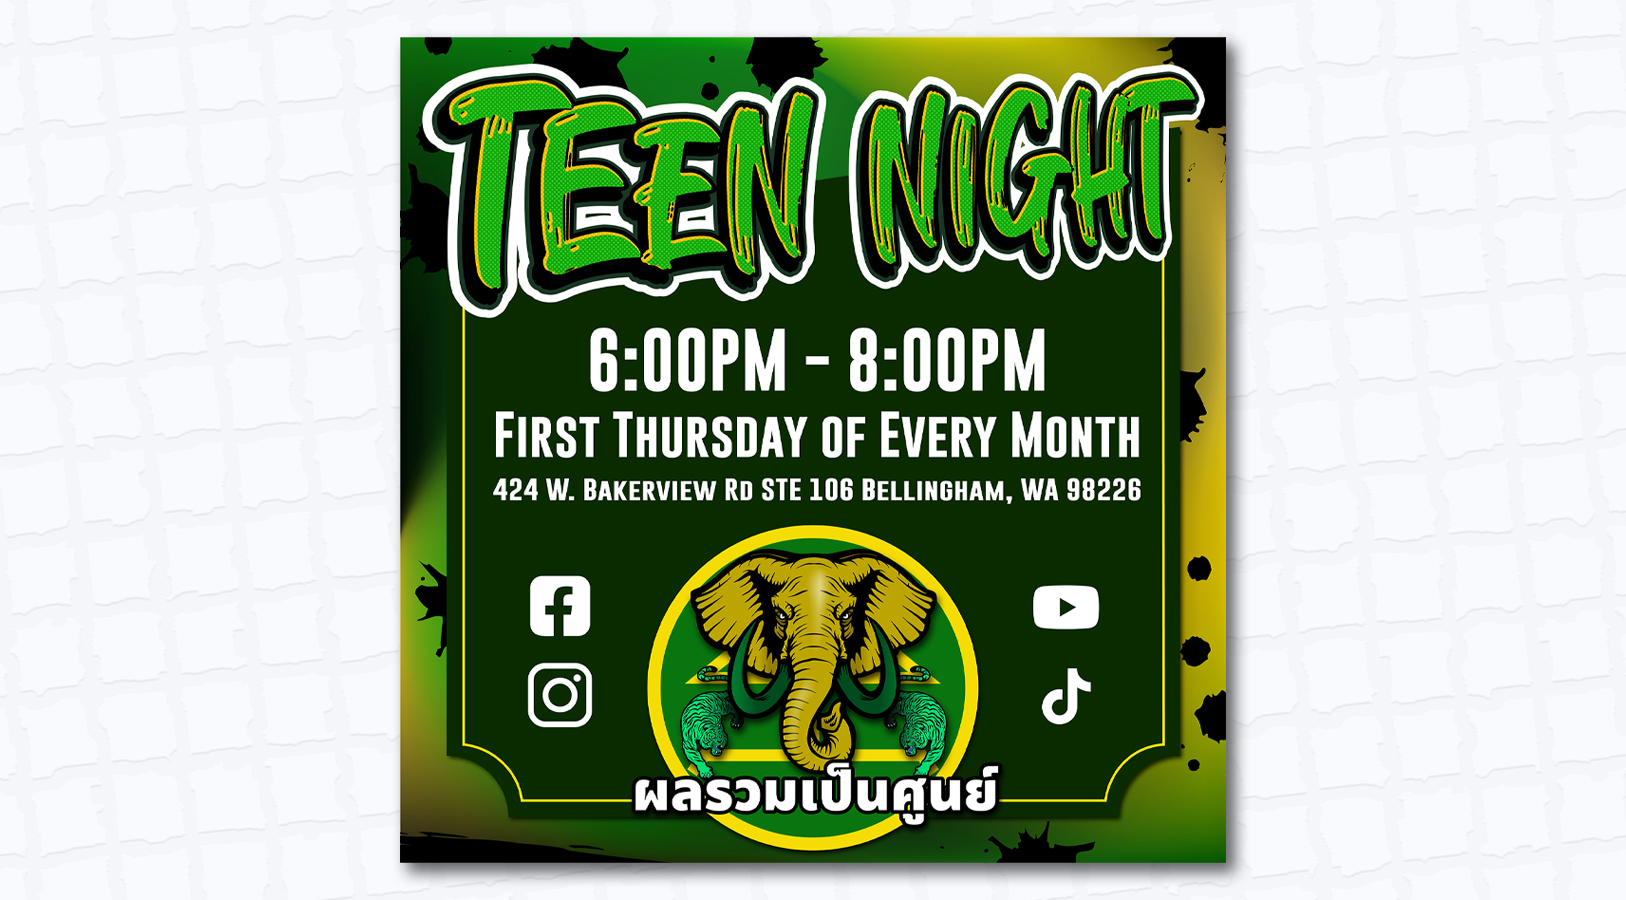 TEEN NIGHT
6:00PM - 8:00PM
First Thursday of Every Month
424 W. Bakerview Rd STE 106 Bellingham, WA 98226
ผลรวมเป็นศูนย์